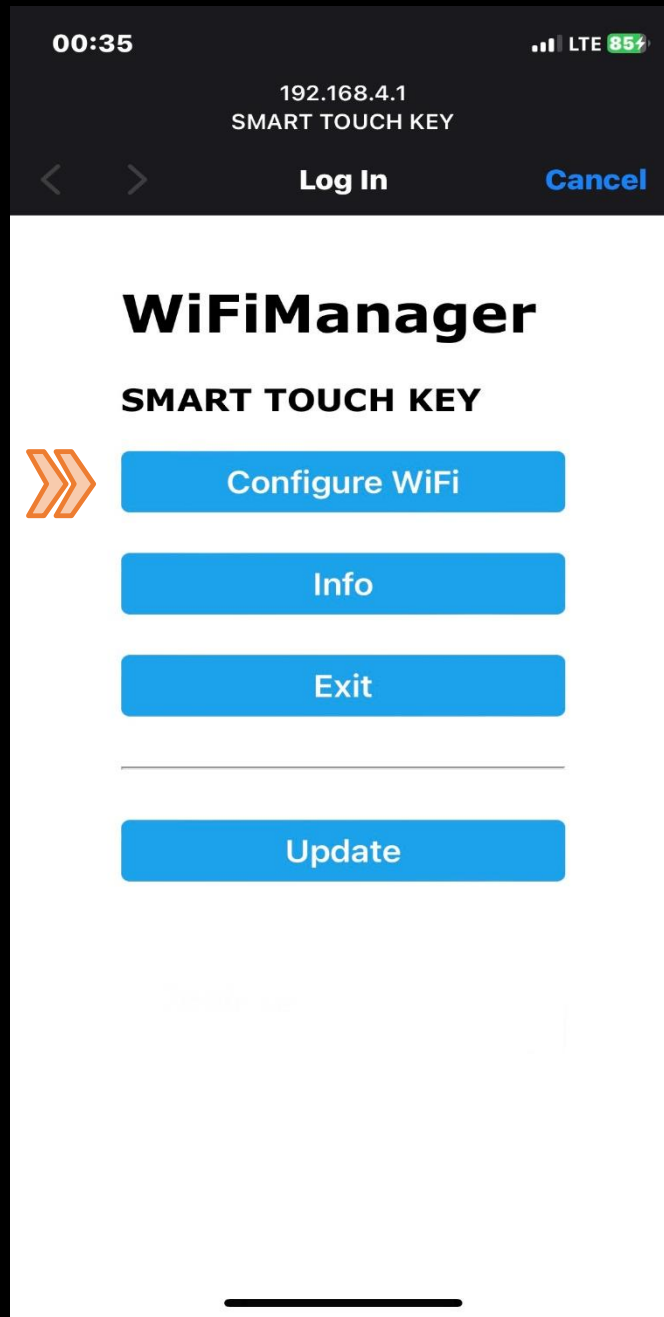 00:35 LTE 85
192.168.4.1
SMART TOUCH KEY
Log In Cancel
WiFiManager
SMART TOUCH KEY
Configure WiFi
Info
Exit
Update